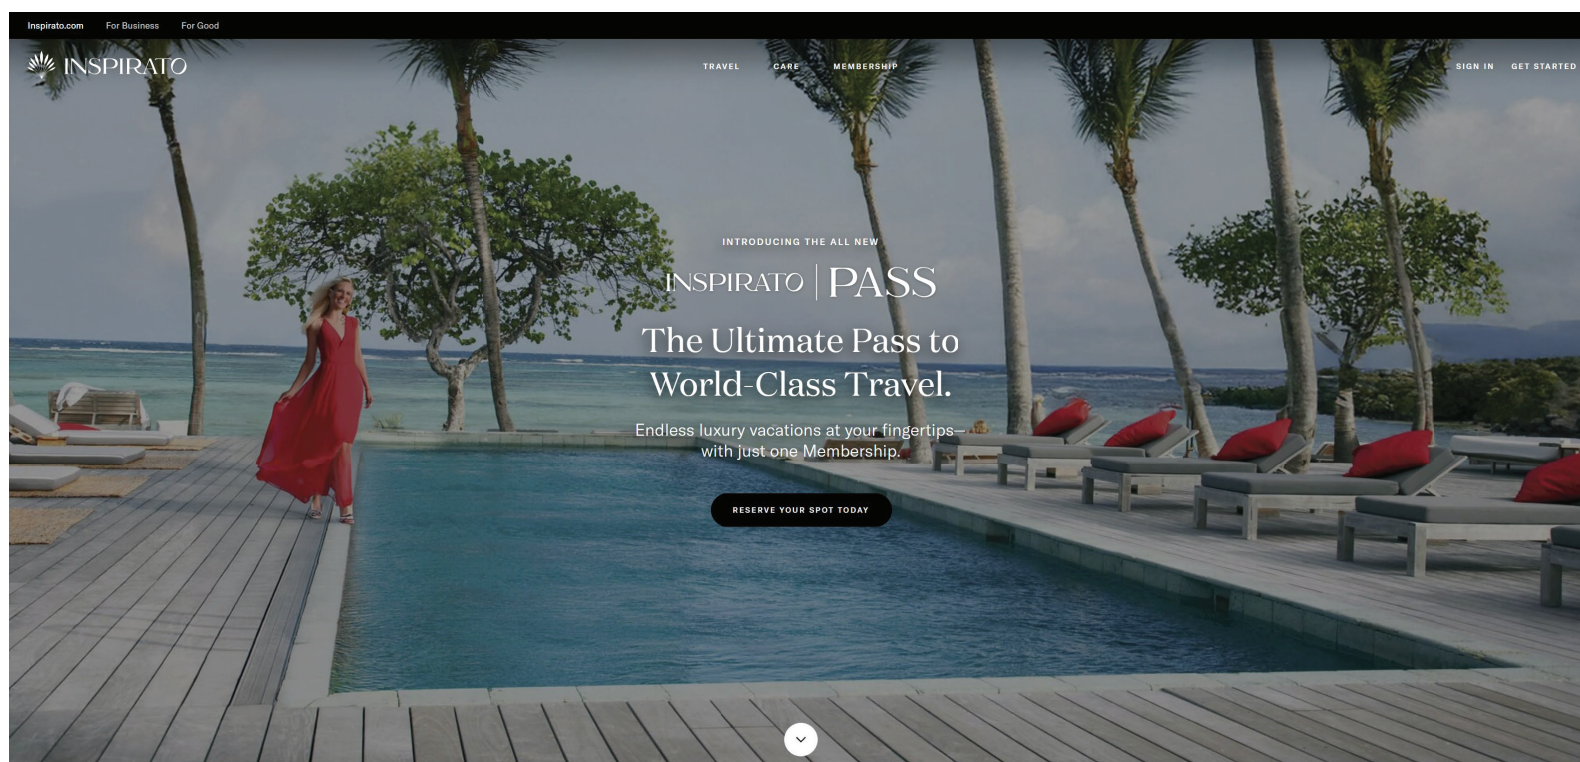 Inspirato.com For Business For Good
INSPIRATO
TRAVEL CARE MEMBERSHIP
SIGN IN GET STARTED
INTRODUCING THE ALL NEW
INSPIRATO | PASS
The Ultimate Pass to
World-Class Travel.
Endless luxury vacations at your fingertips—
with just one Membership.
RESERVE YOUR SPOT TODAY